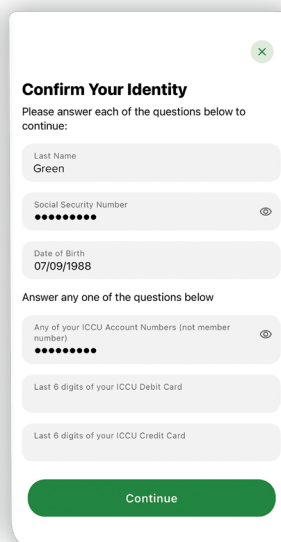 Confirm Your Identity
Please answer each of the questions below to
continue:
Last Name
Green
Social Security Number
●●●●●●●●●
Date of Birth
07/09/1988
Answer any one of the questions below
Any of your ICCU Account Numbers (not member
number)
●●●●●●●●●
Last 6 digits of your ICCU Debit Card
Last 6 digits of your ICCU Credit Card
Continue